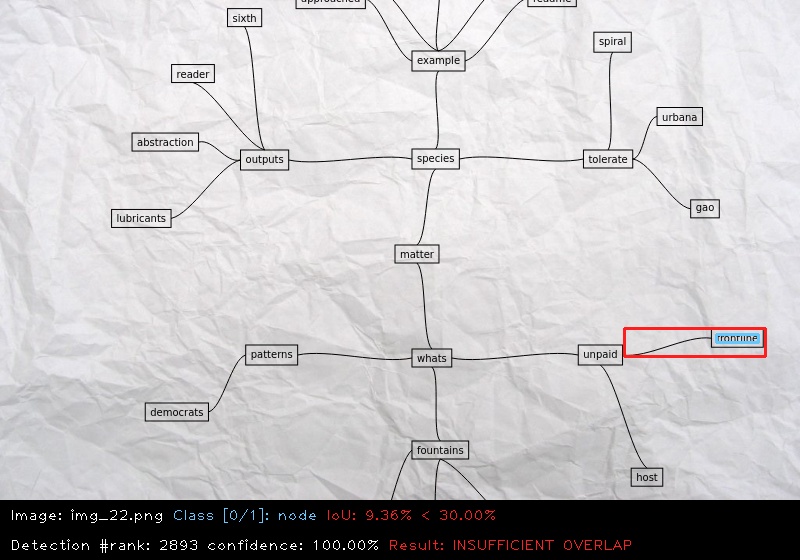 approached
resume
sixth
example
spiral
reader
urbana
abstraction
outputs
species
tolerate
lubricants
gao
matter
unpaid
patterns
whats
democrats
fountains
host
Image: img_22.png Class [0/1]: node IoU: 9.36% < 30.00%
Detection #rank: 2893 confidence: 100.00% Result: INSUFFICIENT OVERLAP